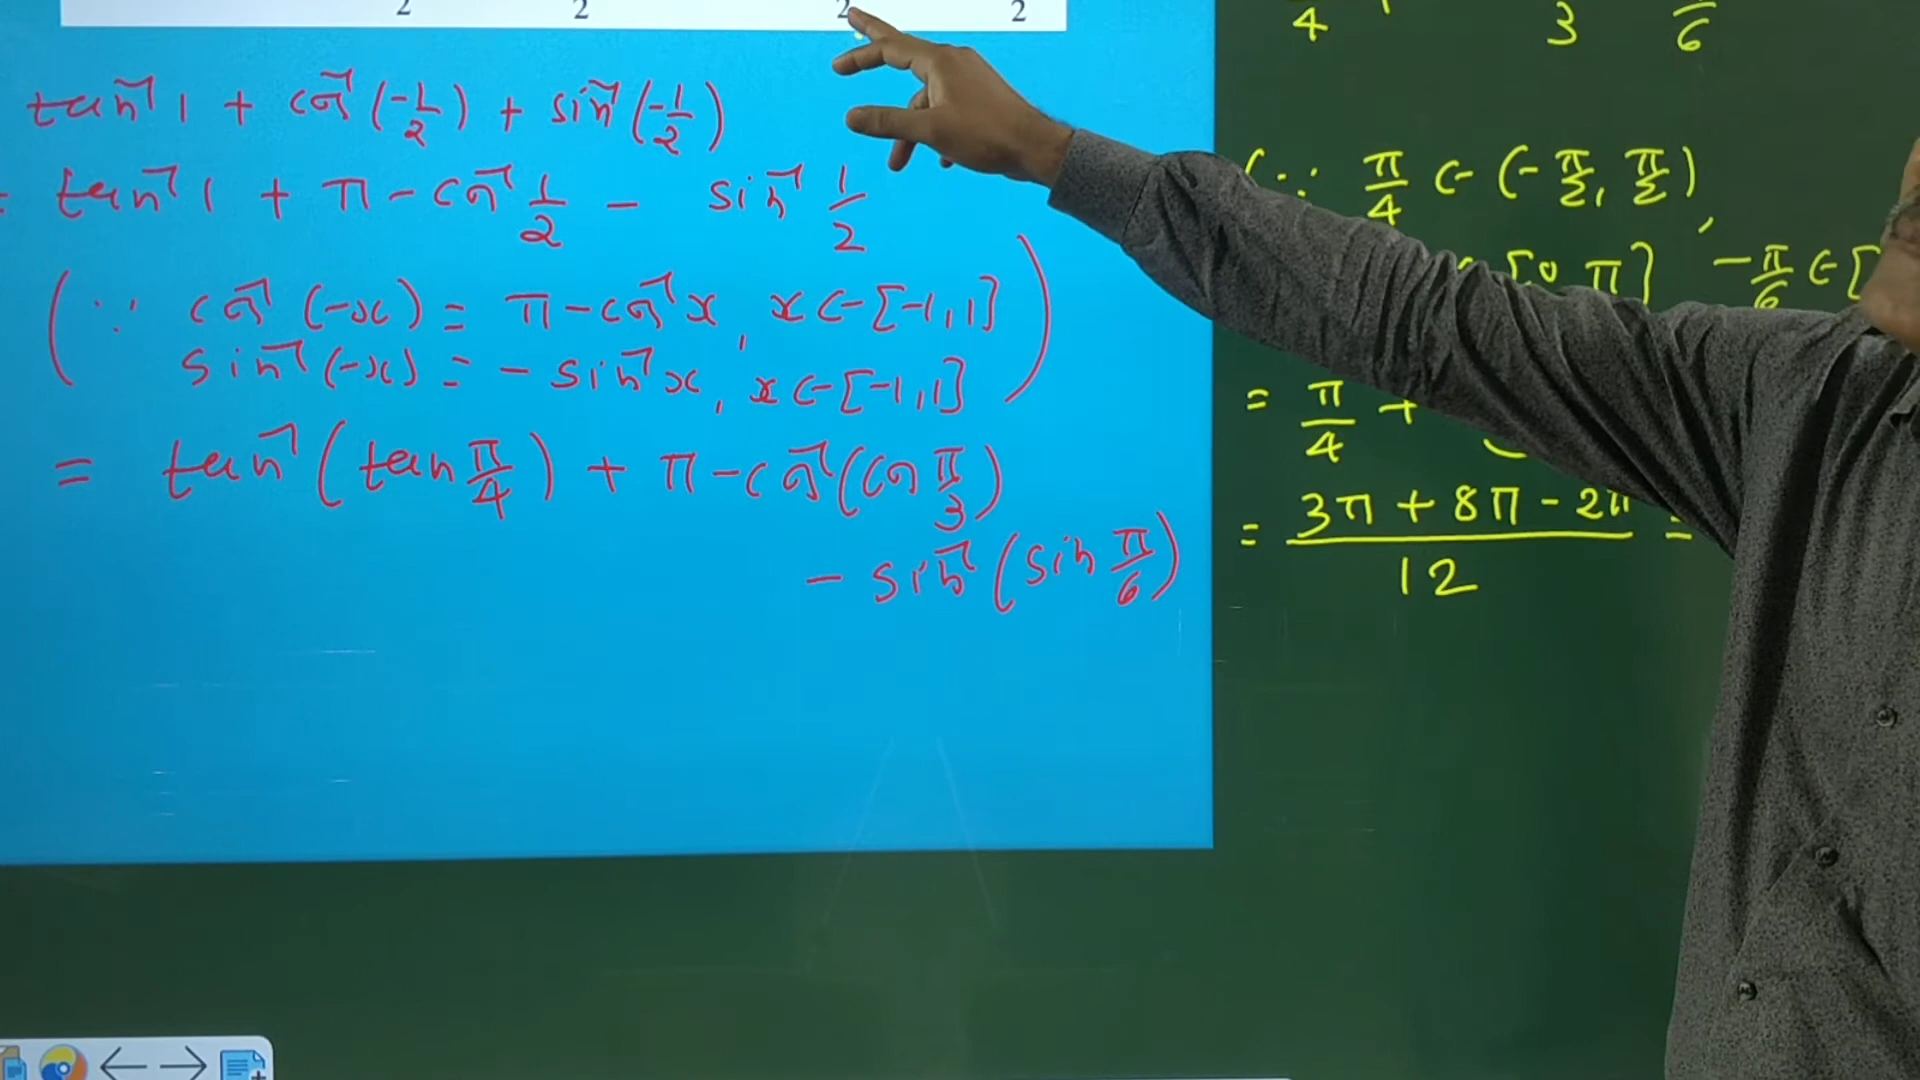 2 2 2 2
tan⁻¹ 1 + cos⁻¹(-1/2) + sin⁻¹(-1/2)
= tan⁻¹ 1 + π - cos⁻¹ 1/2 - sin⁻¹ 1/2
(∵ cos⁻¹(-x) = π - cos⁻¹ x, x ∈ [-1,1]
sin⁻¹(-x) = - sin⁻¹ x, x ∈ [-1,1])
= tan⁻¹(tan π/4) + π - cos⁻¹(cos π/3)
- sin⁻¹(sin π/6)
4 3 6
(∵ π/4 ∈ (-π/2, π/2),
[0 π] -π/6 ∈ [
= π/4 +
= (3π + 8π - 2π)/12 =